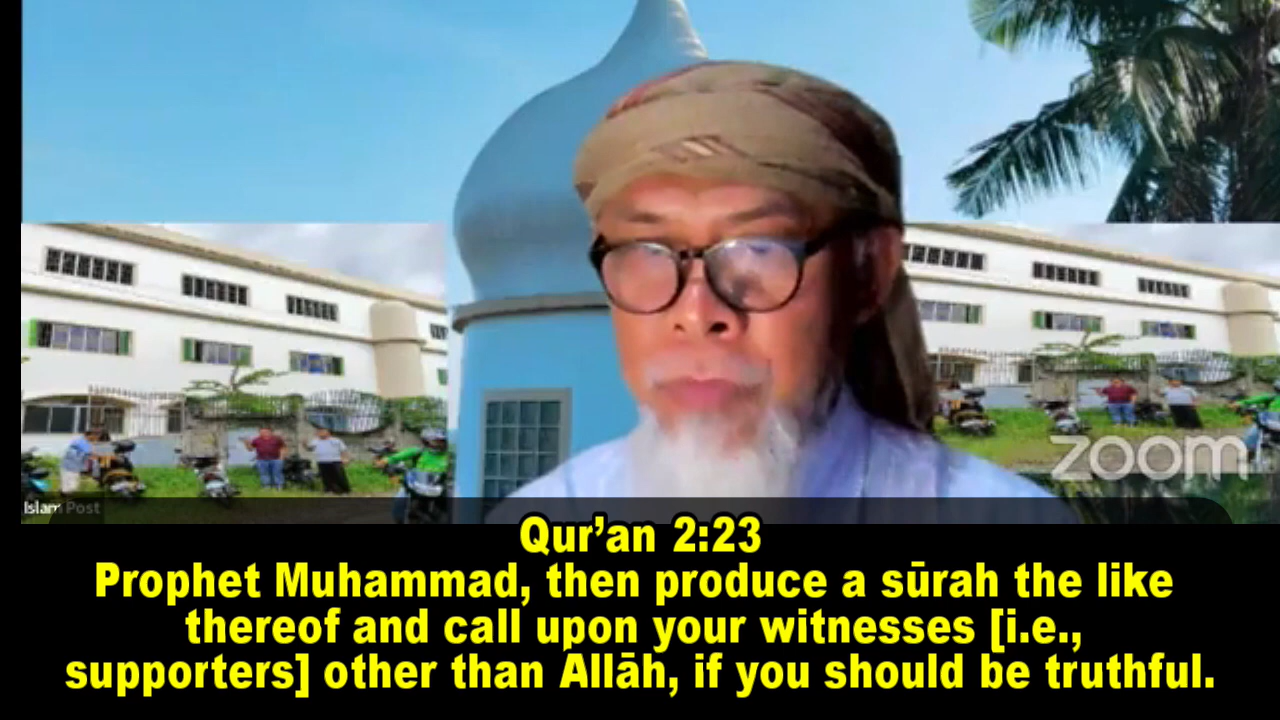 zoom
Islam Post
Qur’an 2:23
Prophet Muhammad, then produce a sūrah the like
thereof and call upon your witnesses [i.e.,
supporters] other than Āllāh, if you should be truthful.